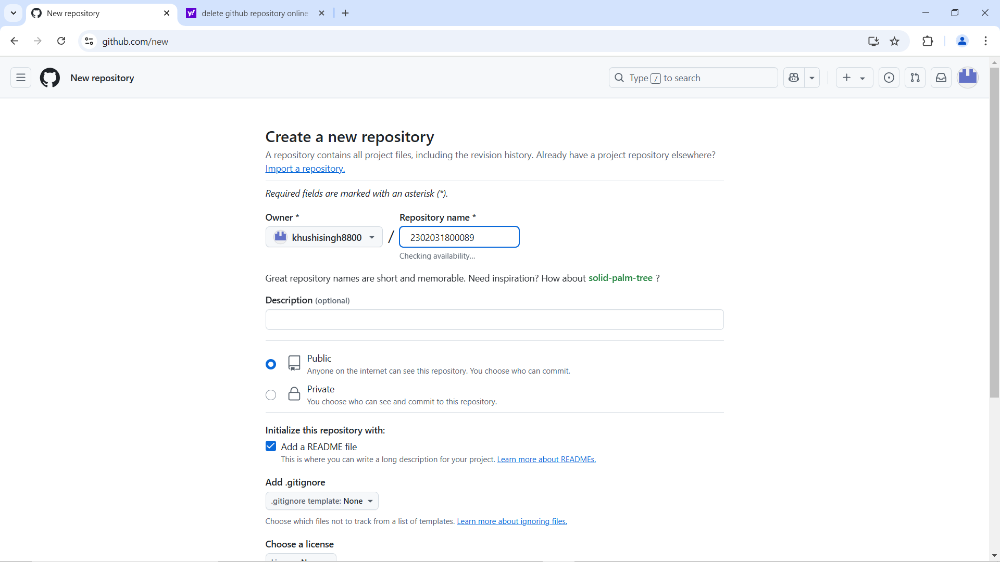 New repository
delete github repository online
github.com/new
New repository
Type / to search
Create a new repository
A repository contains all project files, including the revision history. Already have a project repository elsewhere?
Import a repository.
Required fields are marked with an asterisk (*).
Owner *
Repository name *
khushisingh8800
/
2302031800089
Checking availability...
Great repository names are short and memorable. Need inspiration? How about solid-palm-tree ?
Description (optional)
Public
Anyone on the internet can see this repository. You choose who can commit.
Private
You choose who can see and commit to this repository.
Initialize this repository with:
Add a README file
This is where you can write a long description for your project. Learn more about READMEs.
Add .gitignore
.gitignore template: None
Choose which files not to track from a list of templates. Learn more about ignoring files.
Choose a license